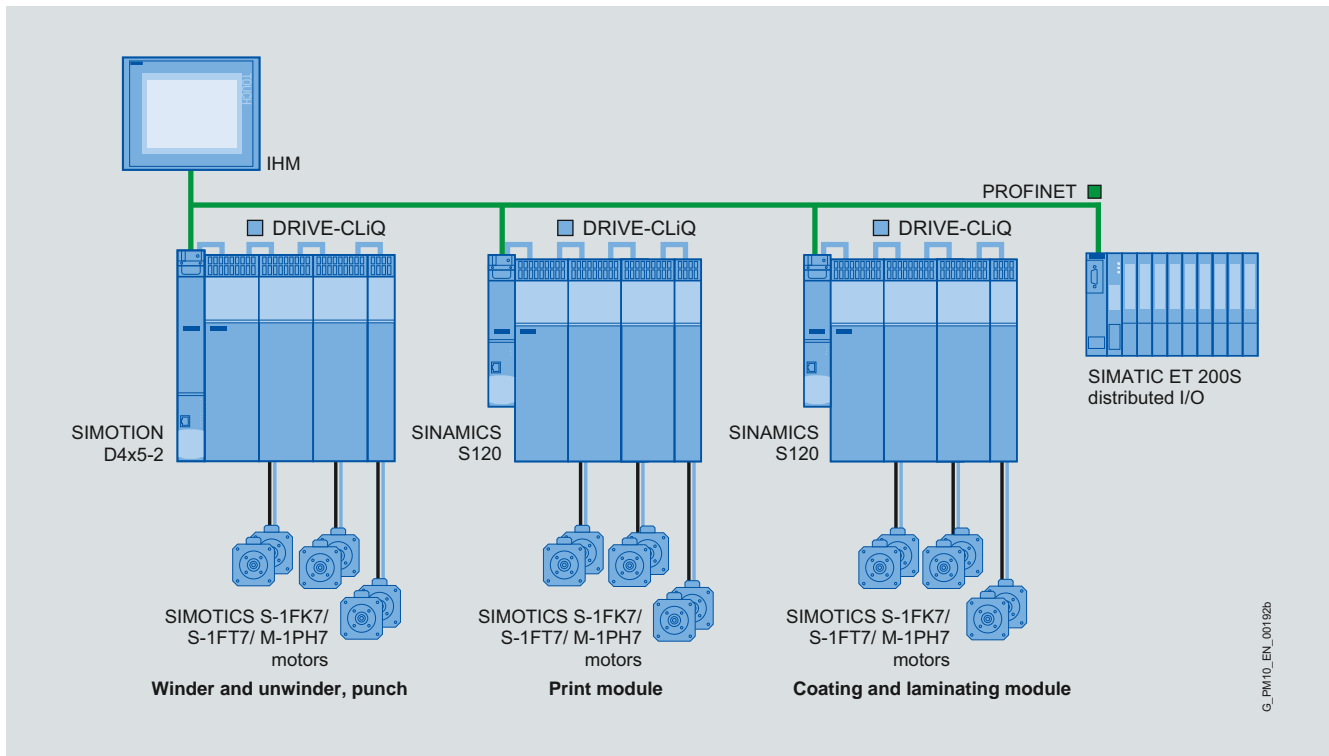 TOUCH
IHM
PROFINET
DRIVE-CLiQ
DRIVE-CLiQ
DRIVE-CLiQ
SIMOTION
D4x5-2
SINAMICS
S120
SINAMICS
S120
SIMATIC ET 200S
distributed I/O
SIMOTICS S-1FK7/
S-1FT7/ M-1PH7
motors
Winder and unwinder, punch
SIMOTICS S-1FK7/
S-1FT7/ M-1PH7
motors
Print module
SIMOTICS S-1FK7/
S-1FT7/ M-1PH7
motors
Coating and laminating module
G_PM10_EN_00192b